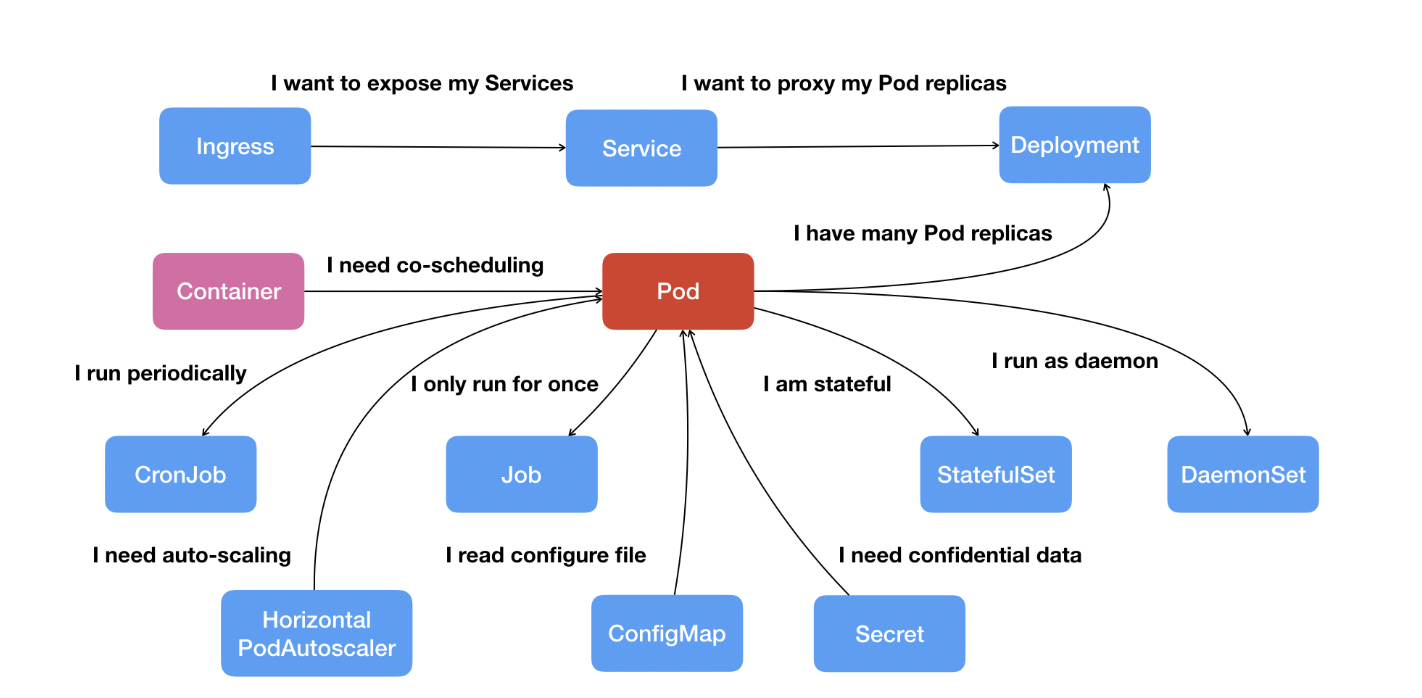 I want to expose my Services
I want to proxy my Pod replicas
Ingress
Service
Deployment
I have many Pod replicas
I need co-scheduling
Container
Pod
I run periodically
I only run for once
I am stateful
I run as daemon
CronJob
Job
StatefulSet
DaemonSet
I need auto-scaling
I read configure file
I need confidential data
Horizontal
PodAutoscaler
ConfigMap
Secret